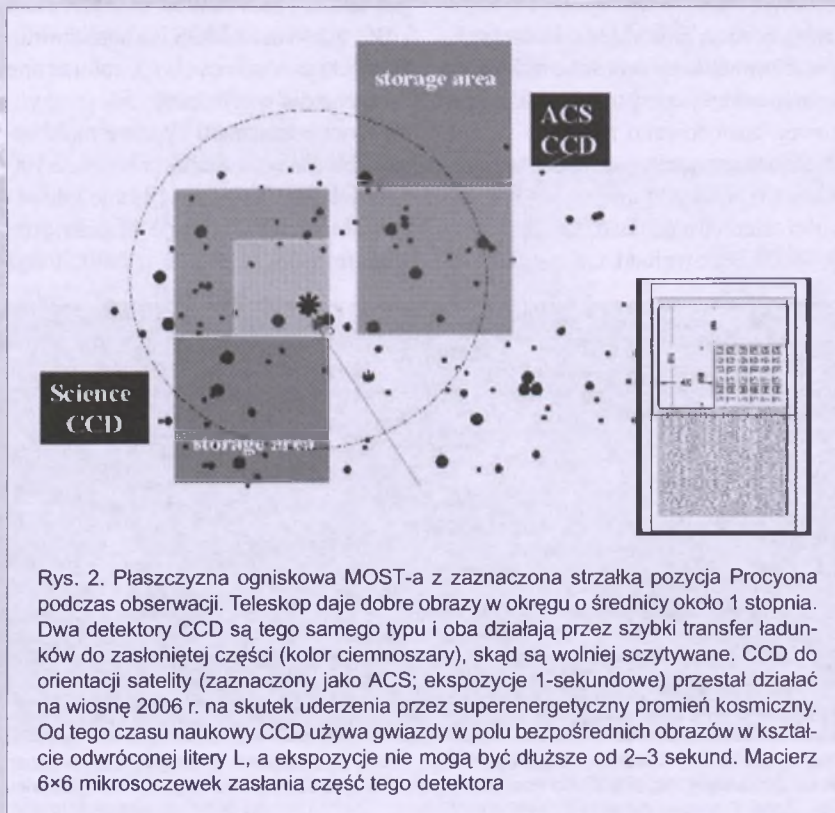 storage area
ACS
CCD
Science
CCD
storage area
Rys. 2. Płaszczyzna ogniskowa MOST-a z zaznaczona strzałką pozycja Procyona
podczas obserwacji. Teleskop daje dobre obrazy w okręgu o średnicy około 1 stopnia.
Dwa detektory CCD są tego samego typu i oba działają przez szybki transfer ładun-
ków do zasłoniętej części (kolor ciemnoszary), skąd są wolniej sczytywane. CCD do
orientacji satelity (zaznaczony jako ACS; ekspozycje 1-sekundowe) przestał działać
na wiosnę 2006 r. na skutek uderzenia przez superenergetyczny promień kosmiczny.
Od tego czasu naukowy CCD używa gwiazdy w polu bezpośrednich obrazów w kształ-
cie odwróconej litery L, a ekspozycje nie mogą być dłuższe od 2–3 sekund. Macierz
6×6 mikrosoczewek zasłania część tego detektora